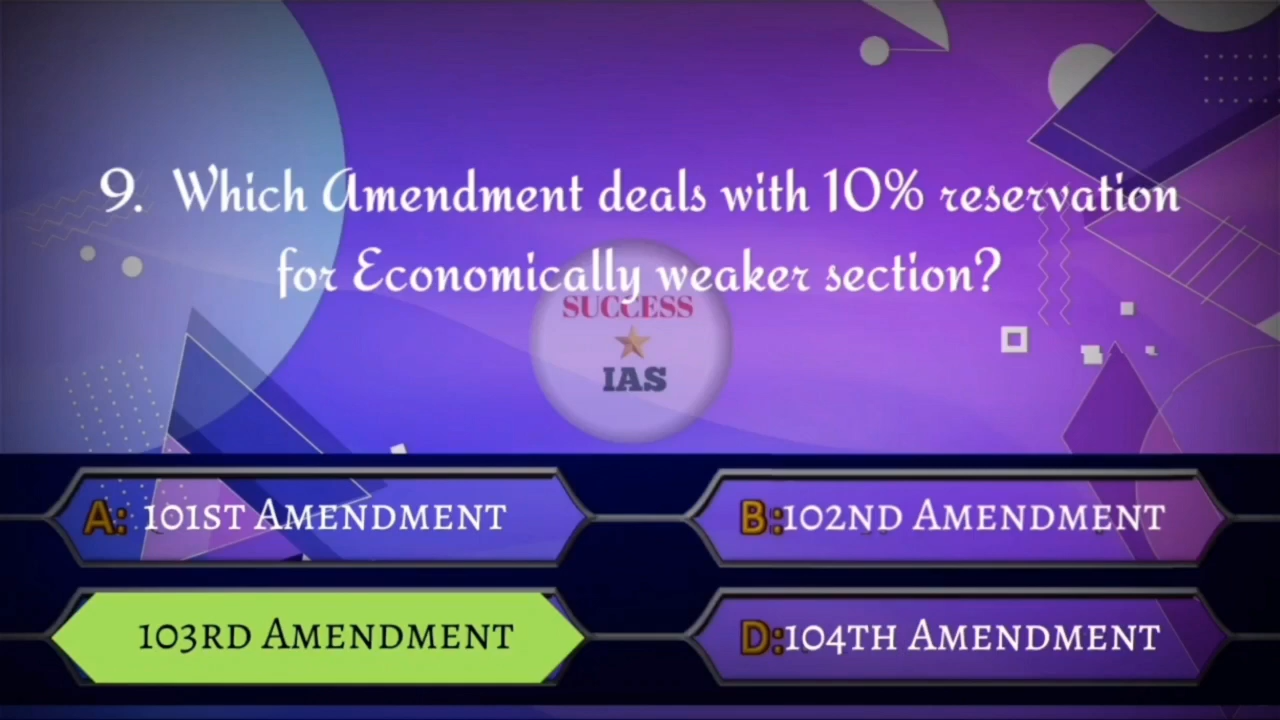 9. Which Amendment deals with 10% reservation
for Economically weaker section?
SUCCESS
IAS
A: 101ST AMENDMENT
B: 102ND AMENDMENT
103RD AMENDMENT
D: 104TH AMENDMENT